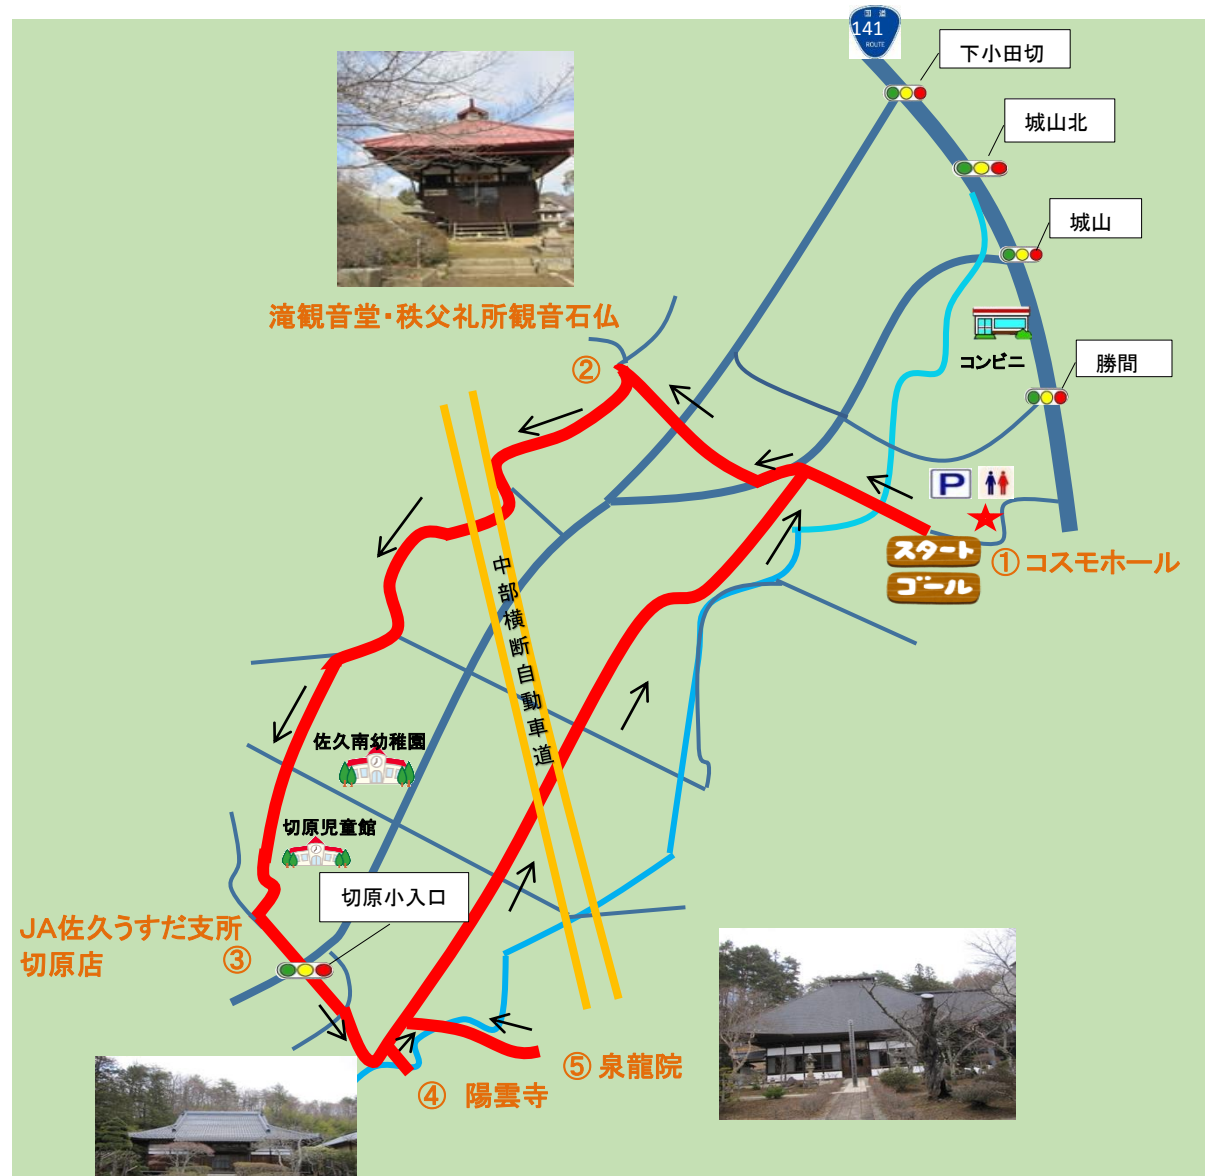 国道
141
ROUTE
下小田切
城山北
城山
コンビニ
勝間
滝観音堂・秩父礼所観音石仏
②
P
スタート
ゴール
① コスモホール
中部横断自動車道
佐久南幼稚園
切原児童館
切原小入口
JA佐久うすだ支所
切原店
③
④ 陽雲寺
⑤ 泉龍院